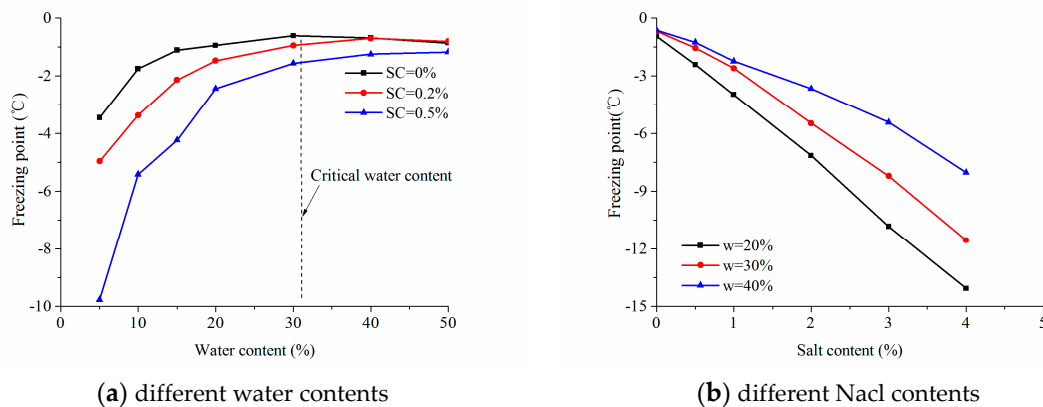 0
-2
-4
-6
-8
-10
Freezing point (℃)
SC=0%
SC=0.2%
SC=0.5%
Critical water content
0 10 20 30 40 50
Water content (%)
(a) different water contents
0
-3
-6
-9
-12
-15
Freezing point(℃)
w=20%
w=30%
w=40%
0 1 2 3 4 5
Salt content (%)
(b) different Nacl contents